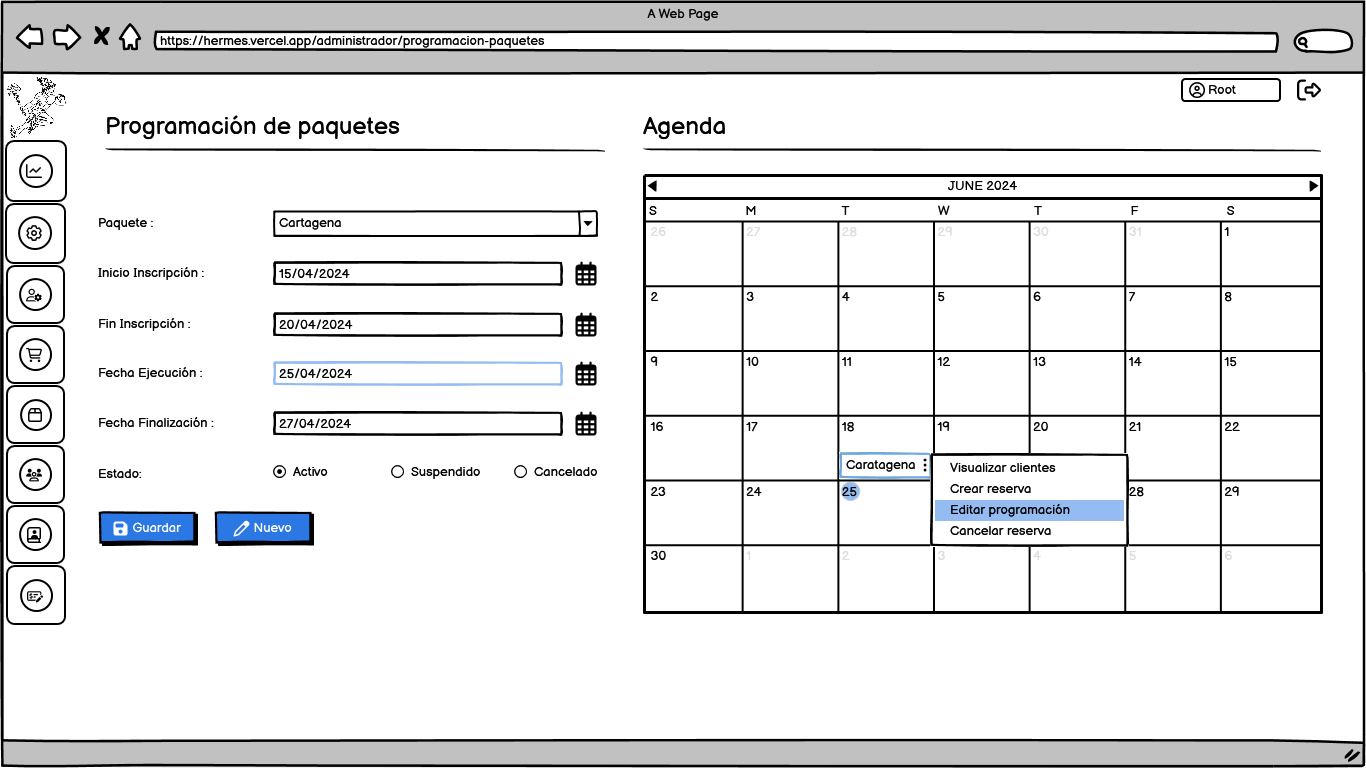 A Web Page
https://hermes.vercel.app/administrador/programacion-paquetes
Root
Programación de paquetes
Paquete :
Cartagena
Inicio Inscripción :
15/04/2024
Fin Inscripción :
20/04/2024
Fecha Ejecución :
25/04/2024
Fecha Finalización :
27/04/2024
Estado:
Activo
Suspendido
Cancelado
Guardar
Nuevo
Agenda
JUNE 2024
S M T W T F S
26 27 28 29 30 31 1
2 3 4 5 6 7 8
9 10 11 12 13 14 15
16 17 18 19 20 21 22
Caratagena
23 24 25 28 29
30 1 2 3 4 5 6
Visualizar clientes
Crear reserva
Editar programación
Cancelar reserva